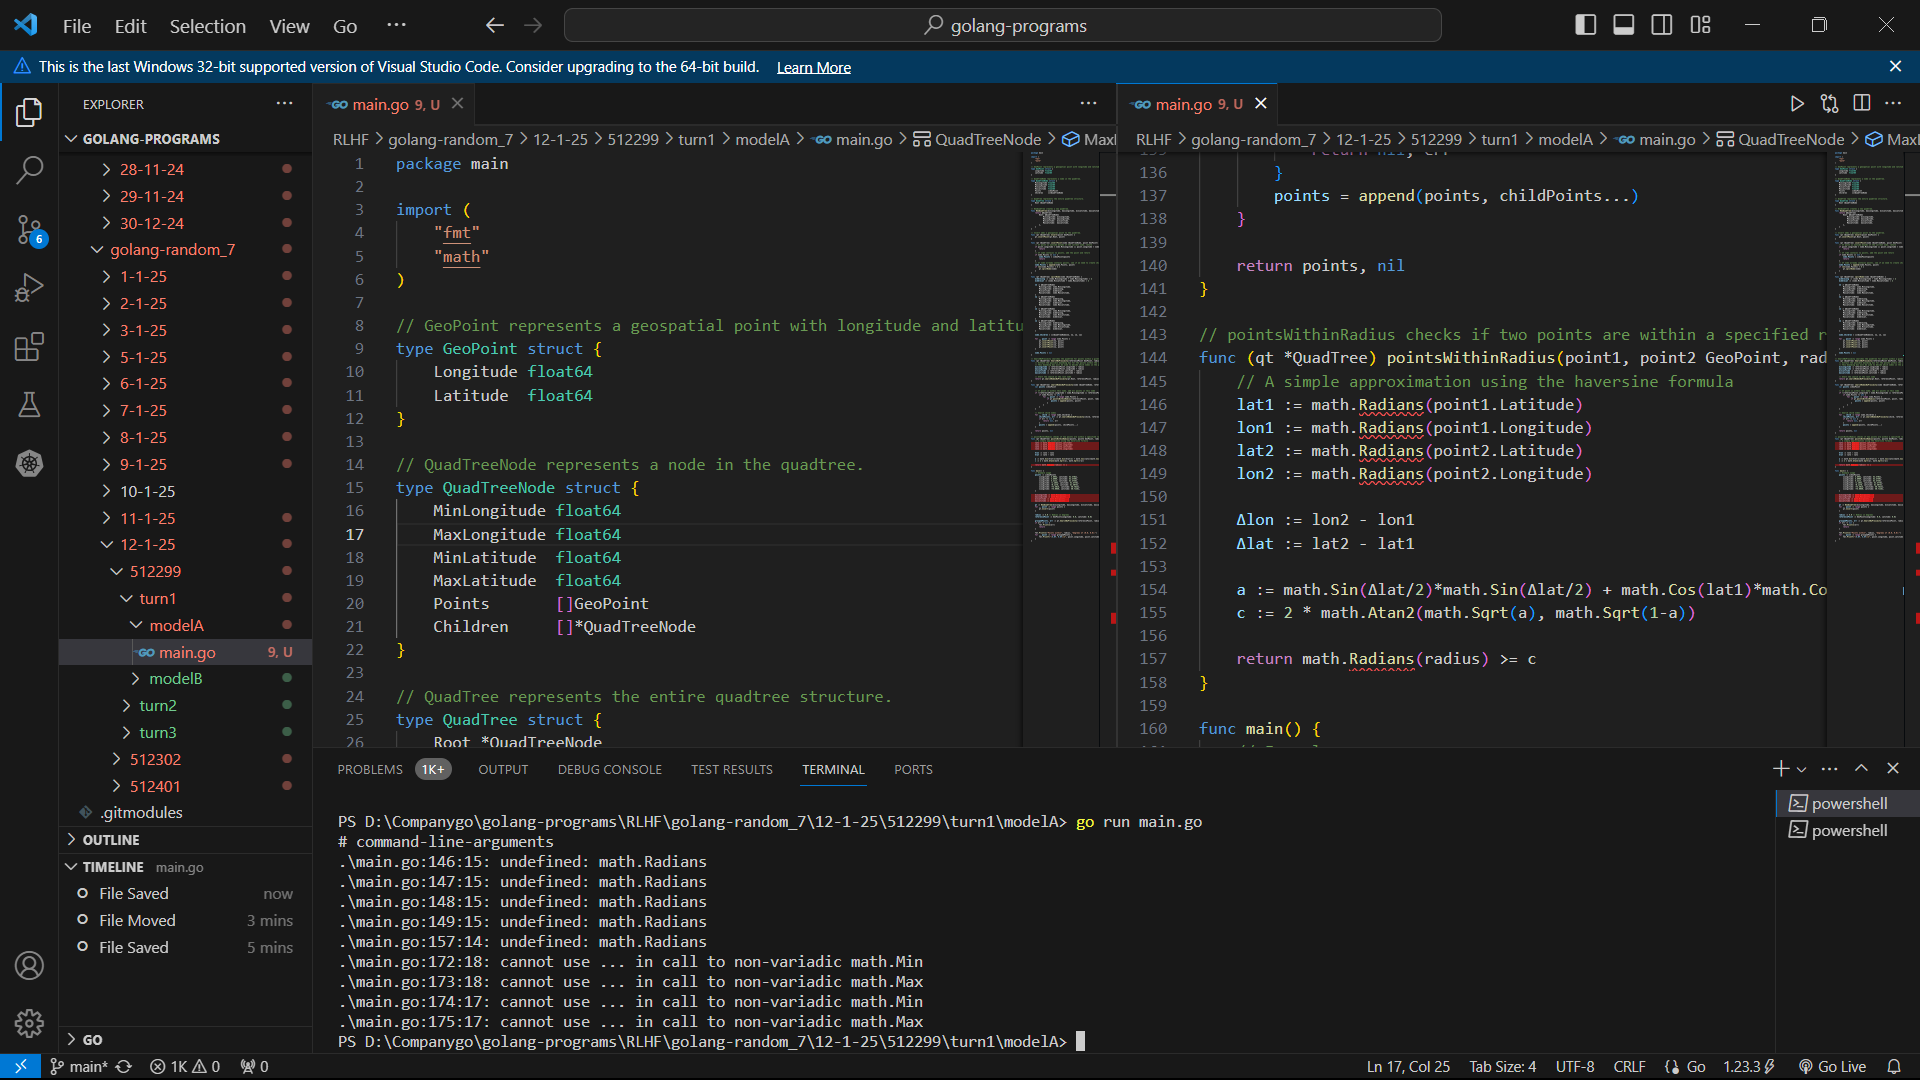 File Edit Selection View Go ···
golang-programs
This is the last Windows 32-bit supported version of Visual Studio Code. Consider upgrading to the 64-bit build. Learn More
EXPLORER
GOLANG-PROGRAMS
28-11-24
29-11-24
30-12-24
golang-random_7
1-1-25
2-1-25
3-1-25
5-1-25
6-1-25
7-1-25
8-1-25
9-1-25
10-1-25
11-1-25
12-1-25
512299
turn1
modelA
main.go 9, U
modelB
turn2
turn3
512302
512401
.gitmodules
OUTLINE
TIMELINE main.go
File Saved now
File Moved 3 mins
File Saved 5 mins
GO
6
main.go 9, U
RLHF > golang-random_7 > 12-1-25 > 512299 > turn1 > modelA > main.go > QuadTreeNode > MaxL
1 package main
2
3 import (
4 "fmt"
5 "math"
6 )
7
8 // GeoPoint represents a geospatial point with longitude and latitu
9 type GeoPoint struct {
10 Longitude float64
11 Latitude float64
12 }
13
14 // QuadTreeNode represents a node in the quadtree.
15 type QuadTreeNode struct {
16 MinLongitude float64
17 MaxLongitude float64
18 MinLatitude float64
19 MaxLatitude float64
20 Points []GeoPoint
21 Children []*QuadTreeNode
22 }
23
24 // QuadTree represents the entire quadtree structure.
25 type QuadTree struct {
26 Root *QuadTreeNode
main.go 9, U
RLHF > golang-random_7 > 12-1-25 > 512299 > turn1 > modelA > main.go > QuadTreeNode > MaxL
135 return nil, err
136 }
137 points = append(points, childPoints...)
138 }
139
140 return points, nil
141 }
142
143 // pointsWithinRadius checks if two points are within a specified r
144 func (qt *QuadTree) pointsWithinRadius(point1, point2 GeoPoint, rad
145 // A simple approximation using the haversine formula
146 lat1 := math.Radians(point1.Latitude)
147 lon1 := math.Radians(point1.Longitude)
148 lat2 := math.Radians(point2.Latitude)
149 lon2 := math.Radians(point2.Longitude)
150
151 Δlon := lon2 - lon1
152 Δlat := lat2 - lat1
153
154 a := math.Sin(Δlat/2)*math.Sin(Δlat/2) + math.Cos(lat1)*math.Co
155 c := 2 * math.Atan2(math.Sqrt(a), math.Sqrt(1-a))
156
157 return math.Radians(radius) >= c
158 }
159
160 func main() {
PROBLEMS 1K+ OUTPUT DEBUG CONSOLE TEST RESULTS TERMINAL PORTS
PS D:\Companygo\golang-programs\RLHF\golang-random_7\12-1-25\512299\turn1\modelA> go run main.go
# command-line-arguments
.\main.go:146:15: undefined: math.Radians
.\main.go:147:15: undefined: math.Radians
.\main.go:148:15: undefined: math.Radians
.\main.go:149:15: undefined: math.Radians
.\main.go:157:14: undefined: math.Radians
.\main.go:172:18: cannot use ... in call to non-variadic math.Min
.\main.go:173:18: cannot use ... in call to non-variadic math.Max
.\main.go:174:17: cannot use ... in call to non-variadic math.Min
.\main.go:175:17: cannot use ... in call to non-variadic math.Max
PS D:\Companygo\golang-programs\RLHF\golang-random_7\12-1-25\512299\turn1\modelA>
powershell
powershell
main* 1K 0 0 Ln 17, Col 25 Tab Size: 4 UTF-8 CRLF {} Go 1.23.3 Go Live